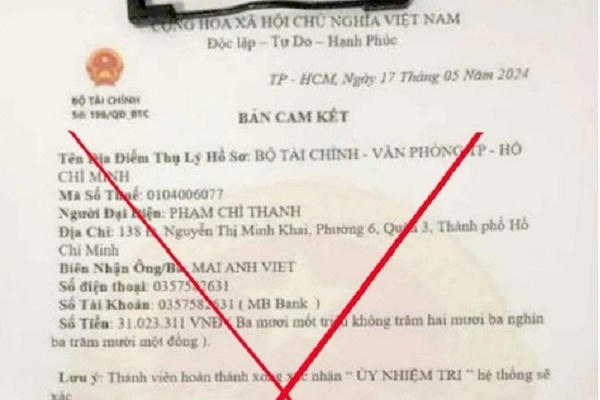 CỘNG HÒA XÃ HỘI CHỦ NGHĨA VIỆT NAM
Độc lập – Tự Do – Hạnh Phúc
TP - HCM, Ngày 17 Tháng 05 Năm 2024
BỘ TÀI CHÍNH
Số: 198/QĐ_BTC
BẢN CAM KẾT
Tên Địa Điểm Thụ Lý Hồ Sơ: BỘ TÀI CHÍNH - VĂN PHÒNG TP - HỒ
CHÍ MINH
Mã Số Thuế: 0104006077
Người Đại Diện: PHẠM CHÍ THANH
Địa Chỉ: 138 Nguyễn Thị Minh Khai, Phường 6, Quận 3, Thành phố Hồ
Chí Minh
Biên Nhận Ông/Bà: MAI ANH VIET
Số điện thoại: 0357582631
Số Tài Khoản: 0357582631 ( MB Bank )
Số Tiền: 31.023.311 VNĐ ( Ba mươi mốt triệu không trăm hai mươi ba nghìn
ba trăm mười một đồng ).
Lưu ý: Thành viên hoàn thành xong xác nhận “ ỦY NHIỆM TRI ” hệ thống sẽ
xác